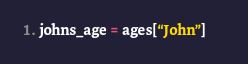 1. johns_age = ages[“John”]